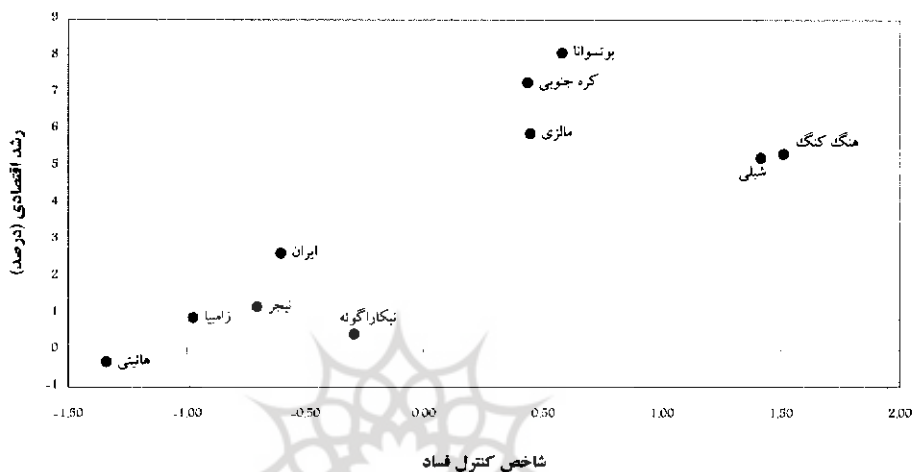 رشد اقتصادی (درصد)
9
8
7
6
5
4
3
2
1
0
-1
بوتسوانا
کره جنوبی
مالزی
هنگ کنگ
شیلی
ایران
نیجر
زامبیا
نیکاراگوئه
هائیتی
-1,50
-1,00
-0,50
0,00
0,50
1,00
1,50
2,00
شاخص کنترل فساد